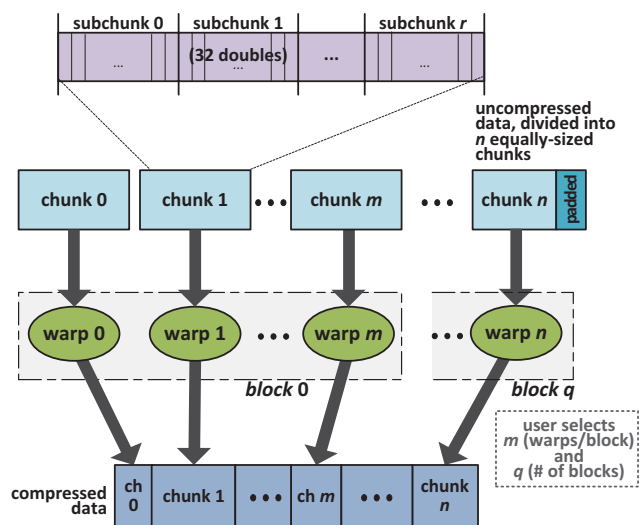 subchunk 0 subchunk 1 subchunk r
... (32 doubles) ... ... ...
uncompressed
data, divided into
n equally-sized
chunks
chunk 0 chunk 1 ••• chunk m ••• chunk n padded
warp 0 warp 1 ••• warp m ••• warp n
block 0 block q
user selects
m (warps/block)
and
q (# of blocks)
compressed
data
ch
0
chunk 1 ••• ch m ••• chunk
n